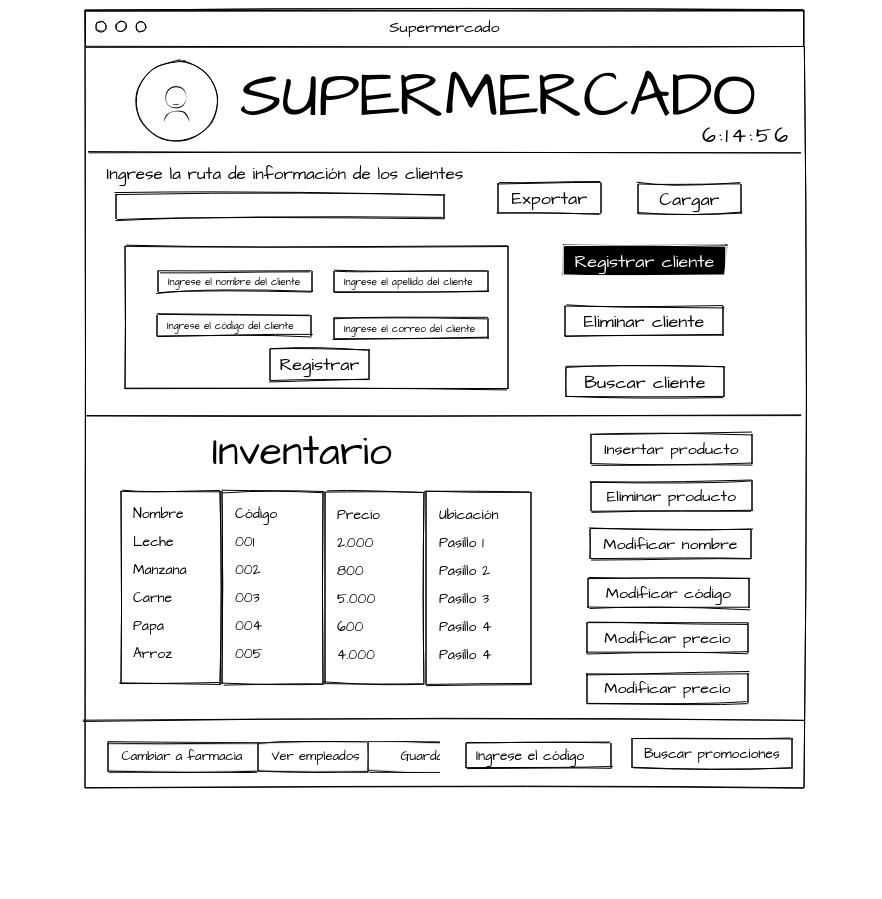 Supermercado
SUPERMERCADO
6:14:56
Ingrese la ruta de información de los clientes
Exportar
Cargar
Ingrese el nombre del cliente
Ingrese el apellido del cliente
Ingrese el código del cliente
Ingrese el correo del cliente
Registrar
Registrar cliente
Eliminar cliente
Buscar cliente
Inventario
Nombre Código Precio Ubicación
Leche 001 2.000 Pasillo 1
Manzana 002 800 Pasillo 2
Carne 003 5.000 Pasillo 3
Papa 004 600 Pasillo 4
Arroz 005 4.000 Pasillo 4
Insertar producto
Eliminar producto
Modificar nombre
Modificar código
Modificar precio
Modificar precio
Cambiar a farmacia
Ver empleados
Ingrese el código
Buscar promociones